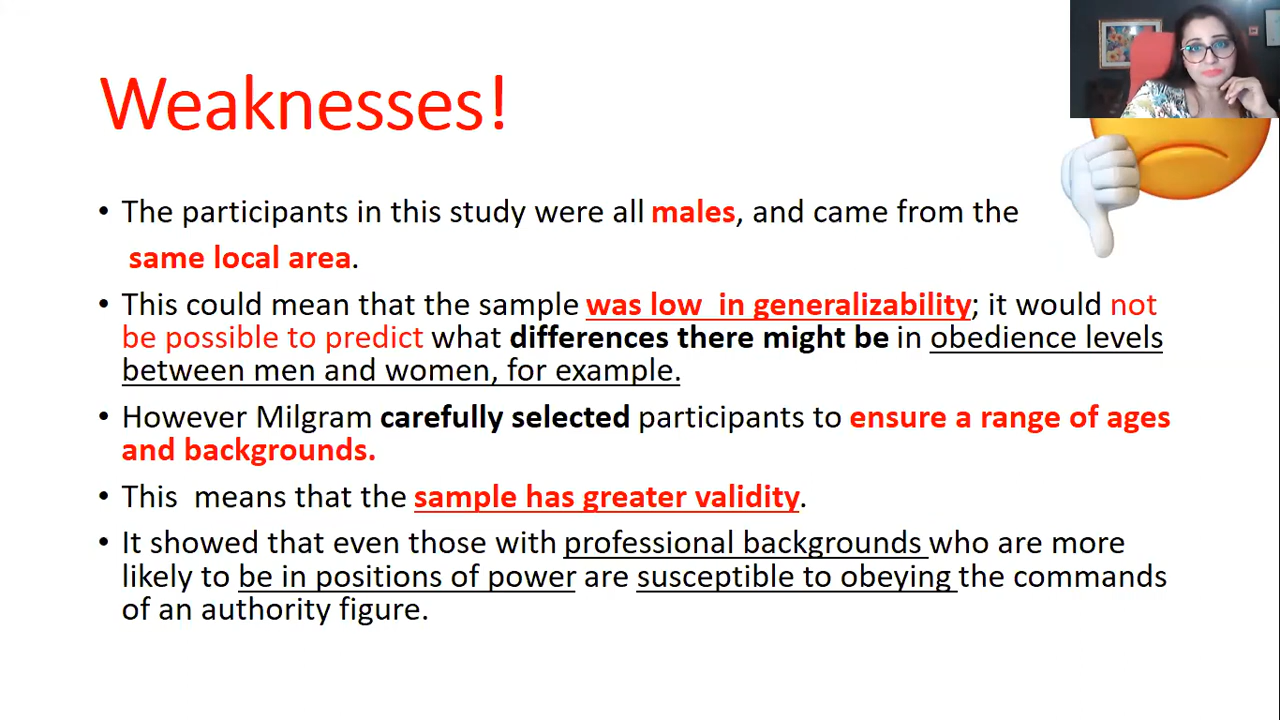 Weaknesses!
• The participants in this study were all males, and came from the
same local area.
• This could mean that the sample was low in generalizability; it would not
be possible to predict what differences there might be in obedience levels
between men and women, for example.
• However Milgram carefully selected participants to ensure a range of ages
and backgrounds.
• This means that the sample has greater validity.
• It showed that even those with professional backgrounds who are more
likely to be in positions of power are susceptible to obeying the commands
of an authority figure.